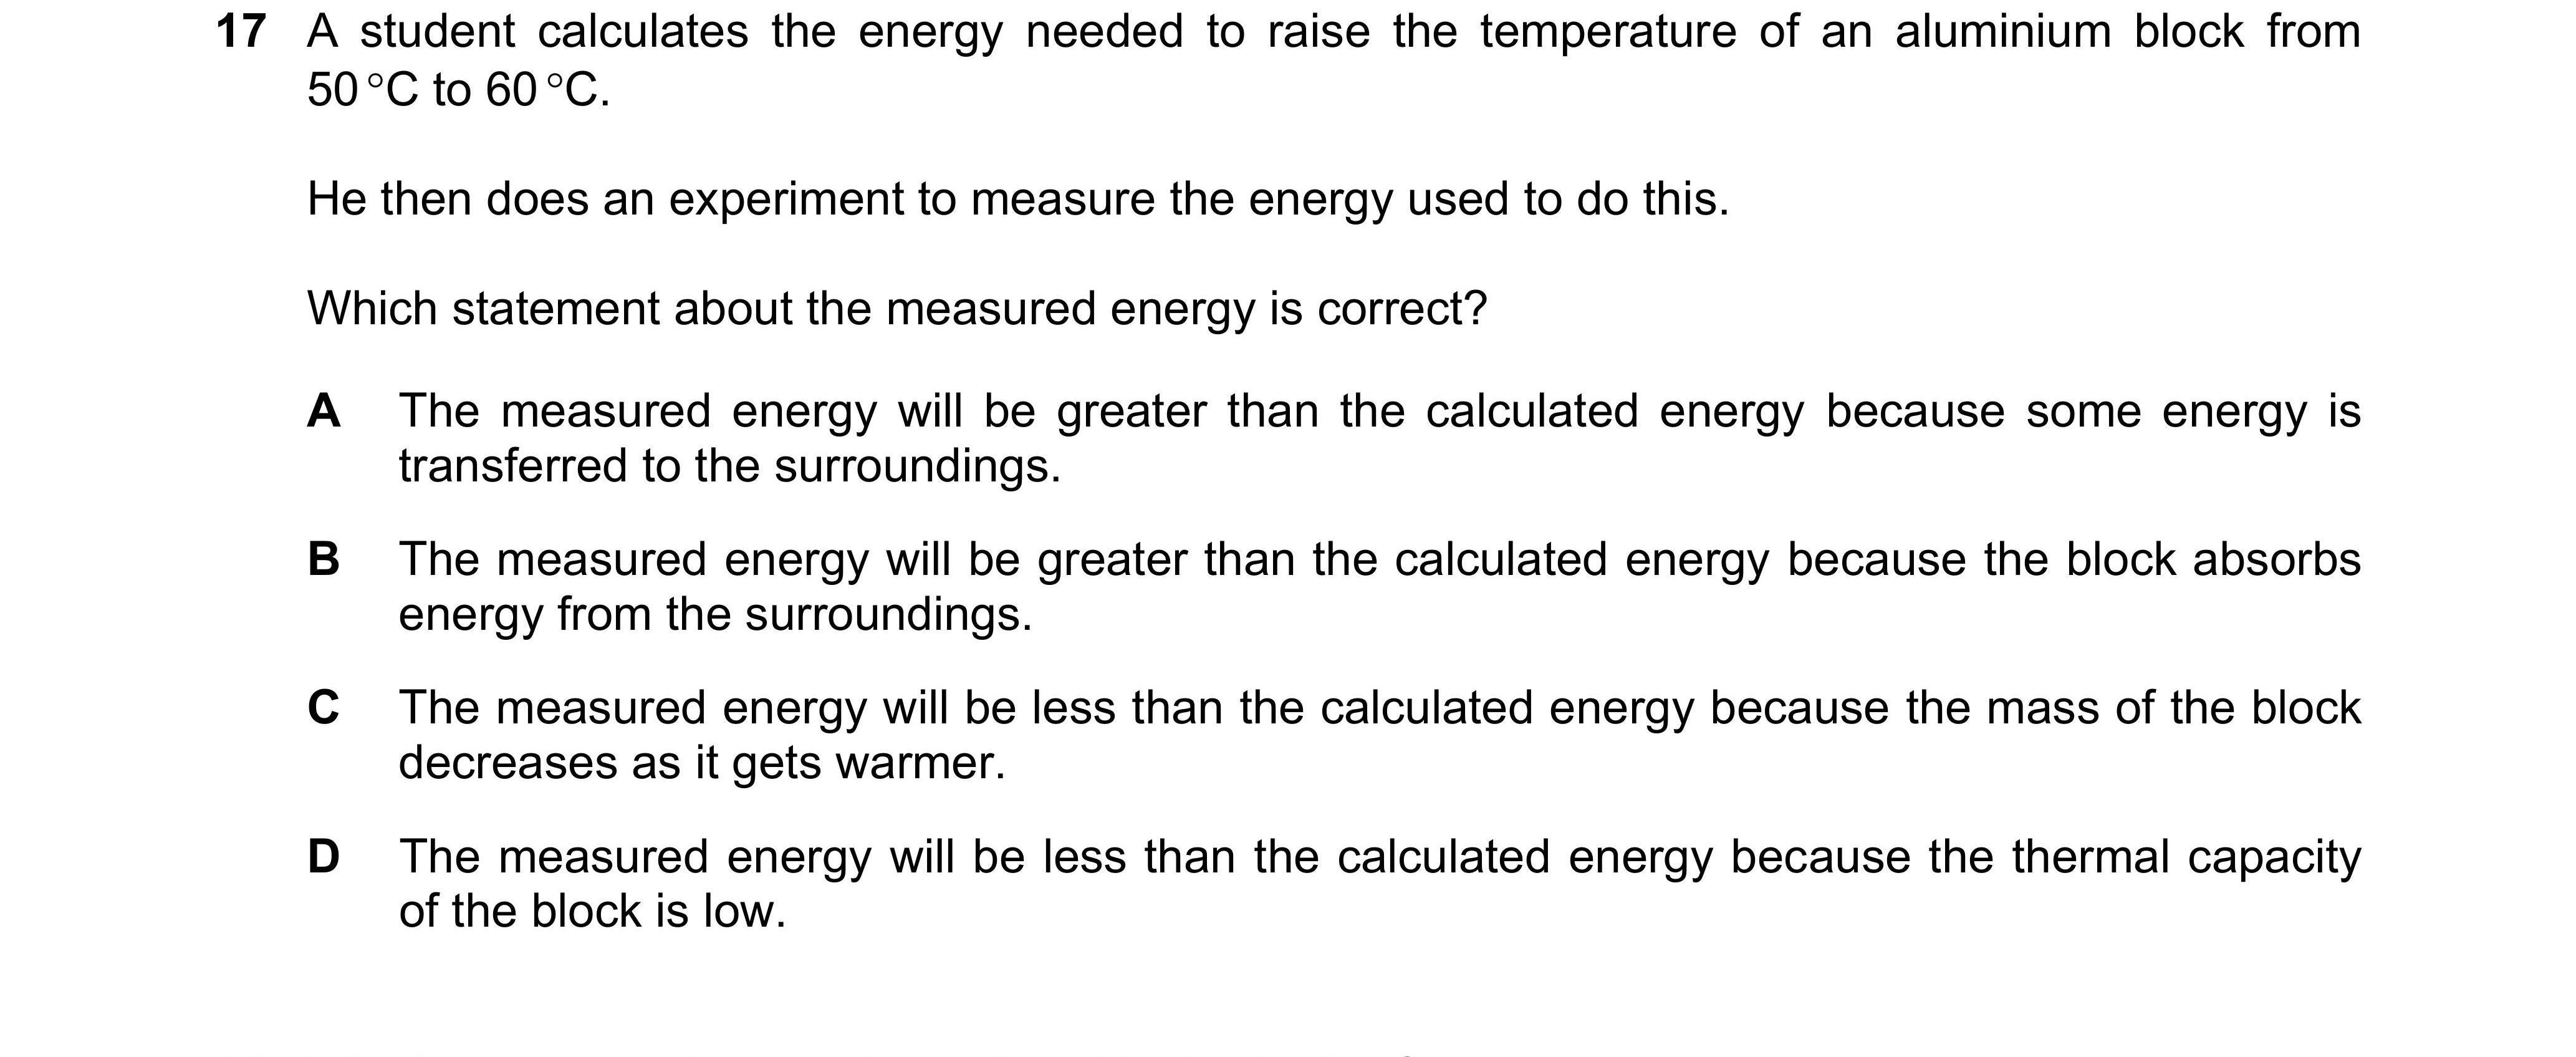 17 A student calculates the energy needed to raise the temperature of an aluminium block from
50 °C to 60 °C.
He then does an experiment to measure the energy used to do this.
Which statement about the measured energy is correct?
A The measured energy will be greater than the calculated energy because some energy is
transferred to the surroundings.
B The measured energy will be greater than the calculated energy because the block absorbs
energy from the surroundings.
C The measured energy will be less than the calculated energy because the mass of the block
decreases as it gets warmer.
D The measured energy will be less than the calculated energy because the thermal capacity
of the block is low.